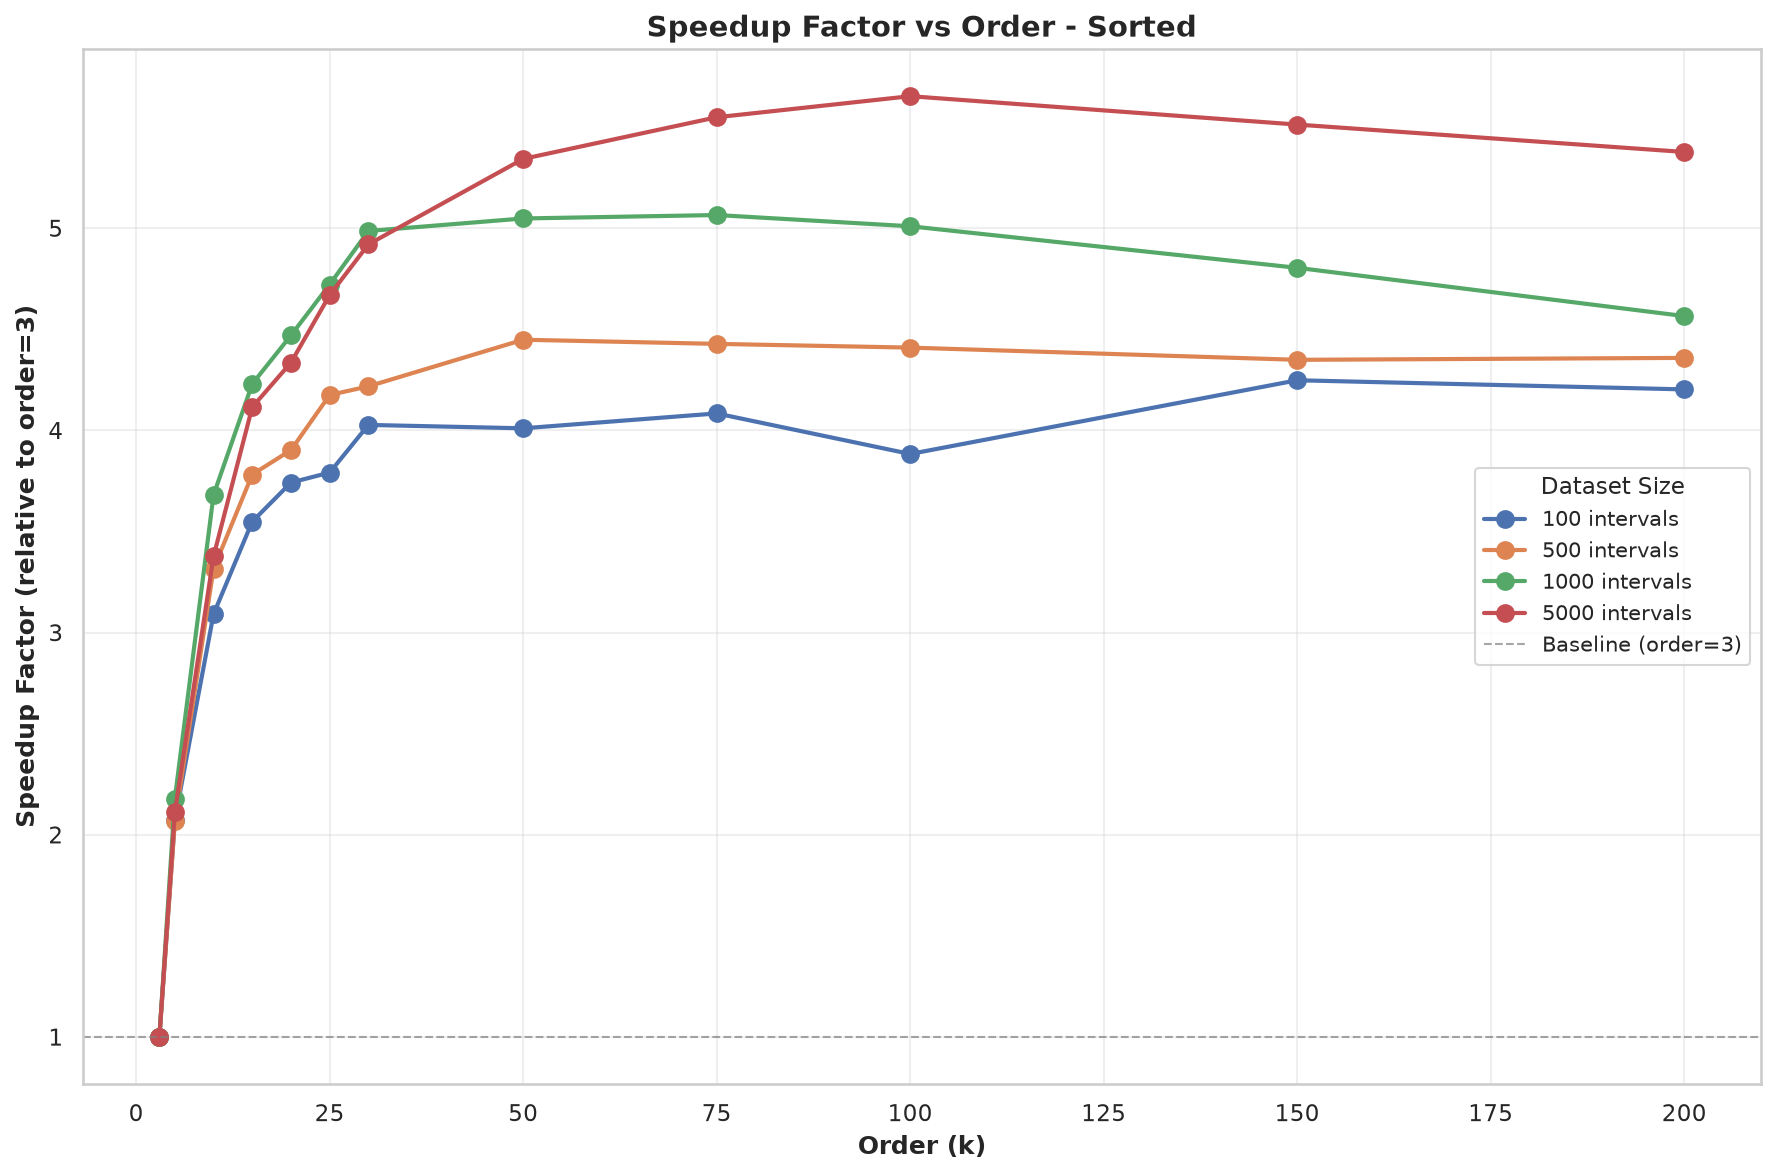 Speedup Factor vs Order - Sorted
Speedup Factor (relative to order=3)
5
4
3
2
1
Dataset Size
100 intervals
500 intervals
1000 intervals
5000 intervals
Baseline (order=3)
0 25 50 75 100 125 150 175 200
Order (k)